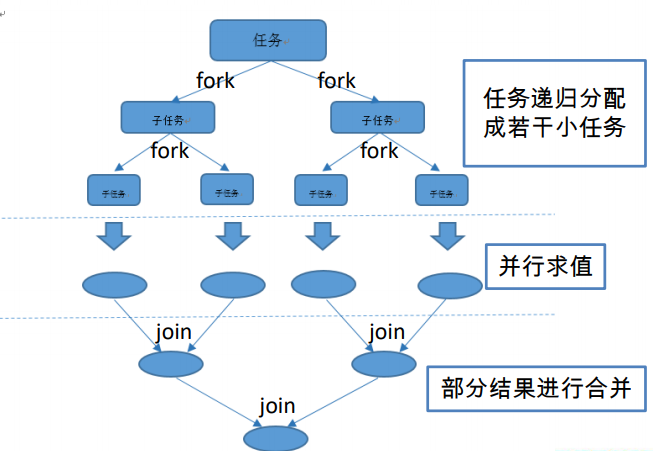 任务
fork
fork
子任务
子任务
任务递归分配
成若干小任务
fork
fork
子任务
子任务
子任务
子任务
并行求值
join
join
部分结果进行合并
join